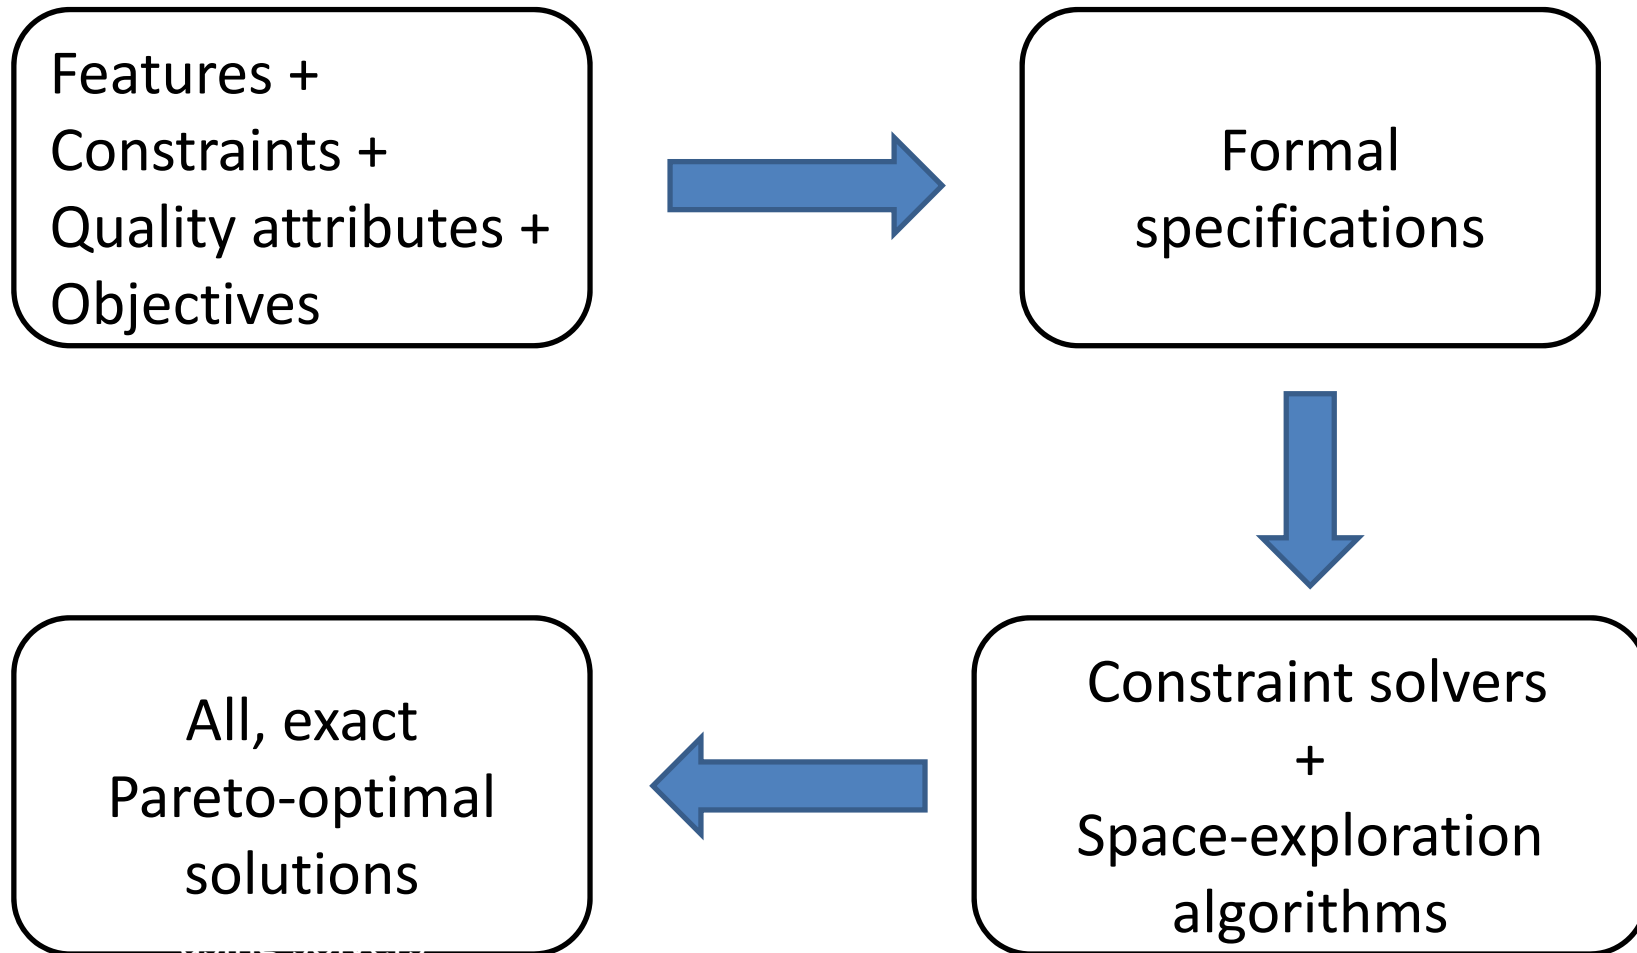 Features +
Constraints +
Quality attributes +
Objectives
Formal
specifications
Constraint solvers
+
Space-exploration
algorithms
All, exact
Pareto-optimal
solutions